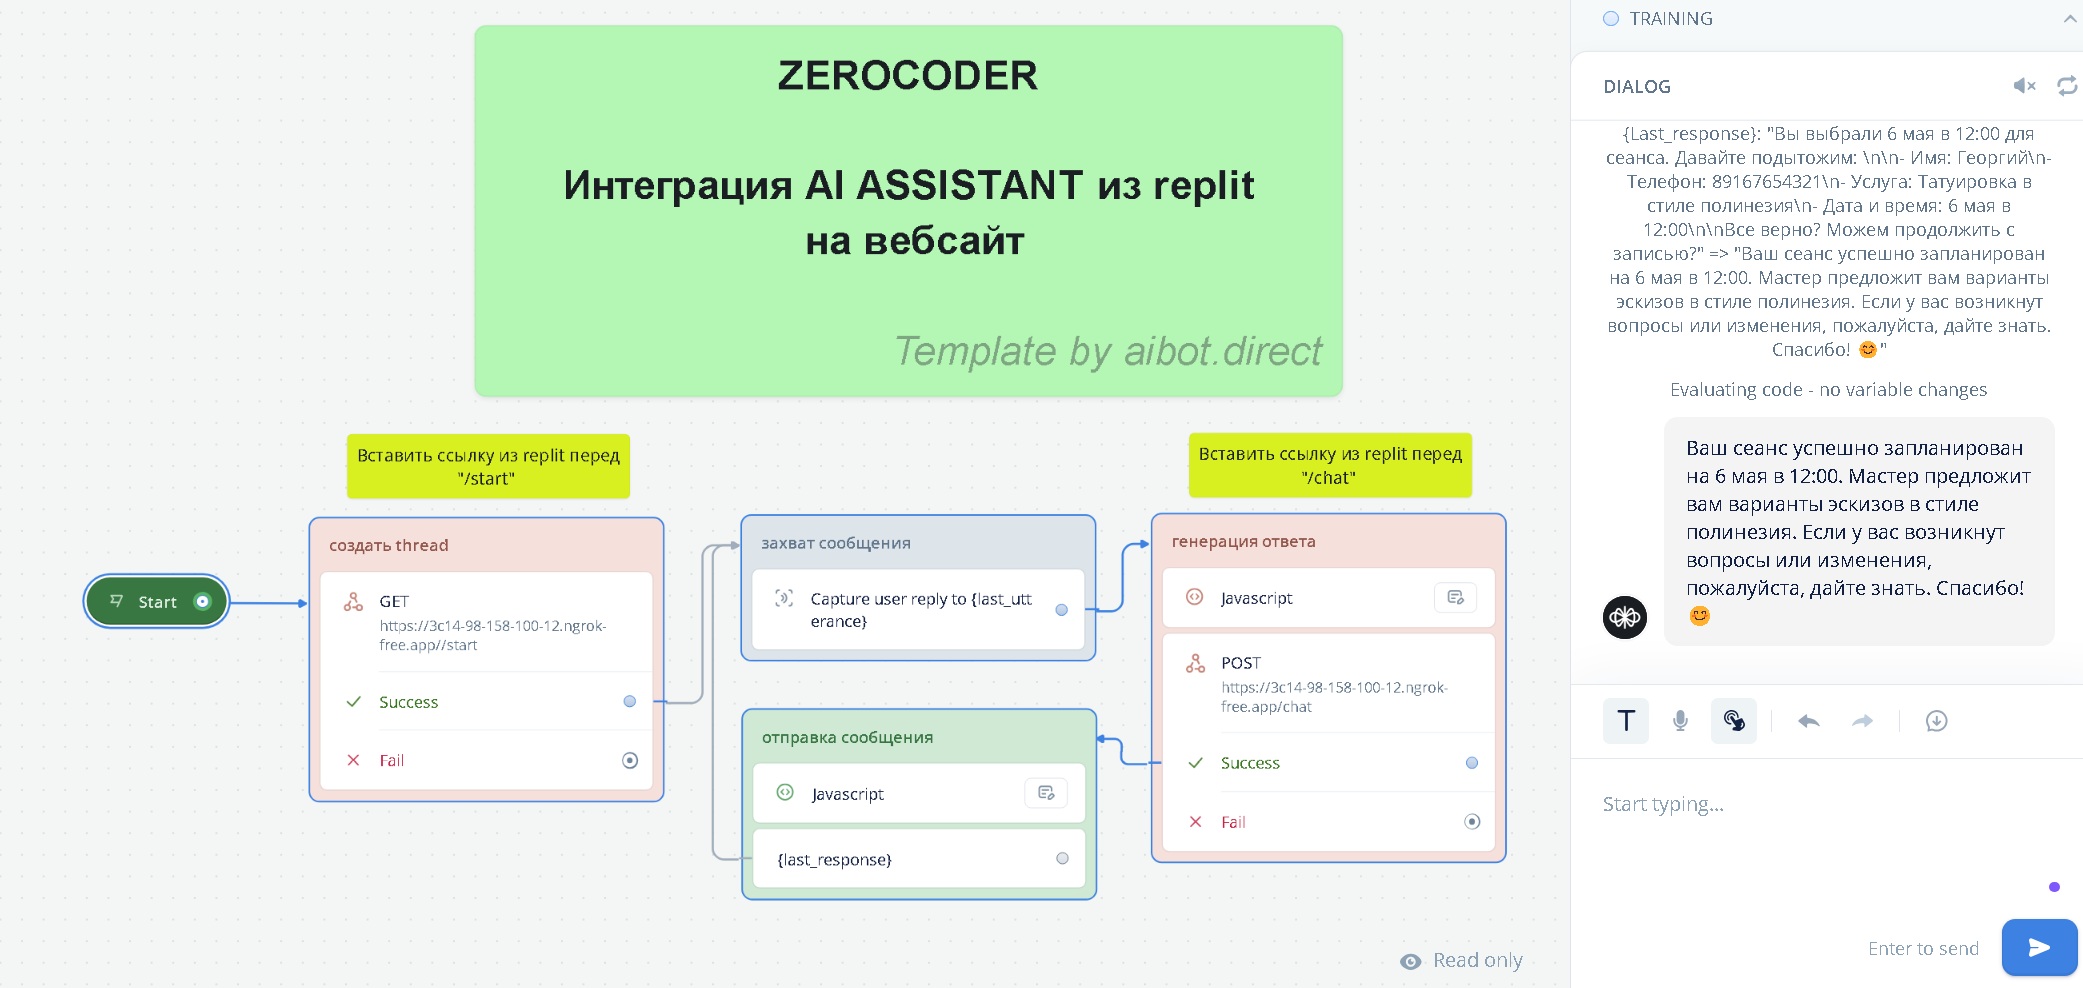 ZEROCODER
Интеграция AI ASSISTANT из replit
на вебсайт
Template by aibot.direct
Вставить ссылку из replit перед
"/start"
Вставить ссылку из replit перед
"/chat"
Start
создать thread
GET
https://3c14-98-158-100-12.ngrok-
free.app//start
Success
Fail
захват сообщения
Capture user reply to {last_utt
erance}
отправка сообщения
Javascript
{last_response}
генерация ответа
Javascript
POST
https://3c14-98-158-100-12.ngrok-
free.app/chat
Success
Fail
Read only
TRAINING
DIALOG
{Last_response}: "Вы выбрали 6 мая в 12:00 для
сеанса. Давайте подытожим: \n\n- Имя: Георгий\n-
Телефон: 89167654321\n- Услуга: Татуировка в
стиле полинезия\n- Дата и время: 6 мая в
12:00\n\nВсе верно? Можем продолжить с
записью?" => "Ваш сеанс успешно запланирован
на 6 мая в 12:00. Мастер предложит вам варианты
эскизов в стиле полинезия. Если у вас возникнут
вопросы или изменения, пожалуйста, дайте знать.
Спасибо! 😊"
Evaluating code - no variable changes
Ваш сеанс успешно запланирован
на 6 мая в 12:00. Мастер предложит
вам варианты эскизов в стиле
полинезия. Если у вас возникнут
вопросы или изменения,
пожалуйста, дайте знать. Спасибо!
😊
T
Start typing...
Enter to send